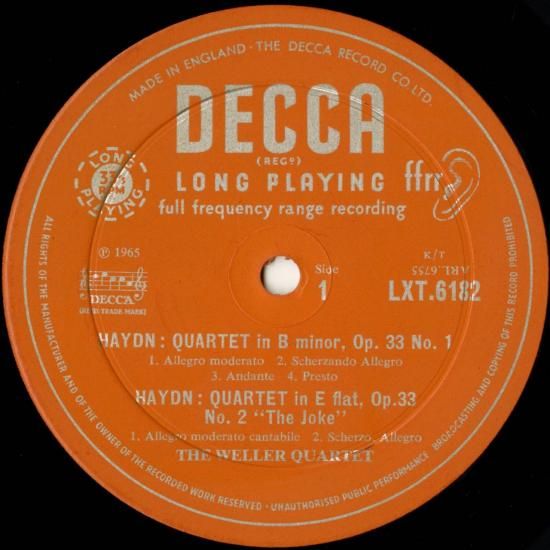 MADE IN ENGLAND · THE DECCA RECORD CO LTD.
DECCA
(REGD)
LONG PLAYING
33⅓
RPM
LONG PLAYING ffrr
full frequency range recording
℗ 1965
DECCA
(REGD. TRADE MARK)
Side
1
T/K
ARL.6755
LXT.6182
HAYDN: QUARTET in B minor, Op. 33 No. 1
1. Allegro moderato 2. Scherzando Allegro
3. Andante 4. Presto
HAYDN: QUARTET in E flat, Op.33
No. 2 "The Joke"
1. Allegro moderato cantabile 2. Scherzo, Allegro
THE WELLER QUARTET
ALL RIGHTS OF THE MANUFACTURER AND OF THE OWNER OF THE RECORDED WORK RESERVED · UNAUTHORISED PUBLIC PERFORMANCE BROADCASTING AND COPYING OF THIS RECORD PROHIBITED